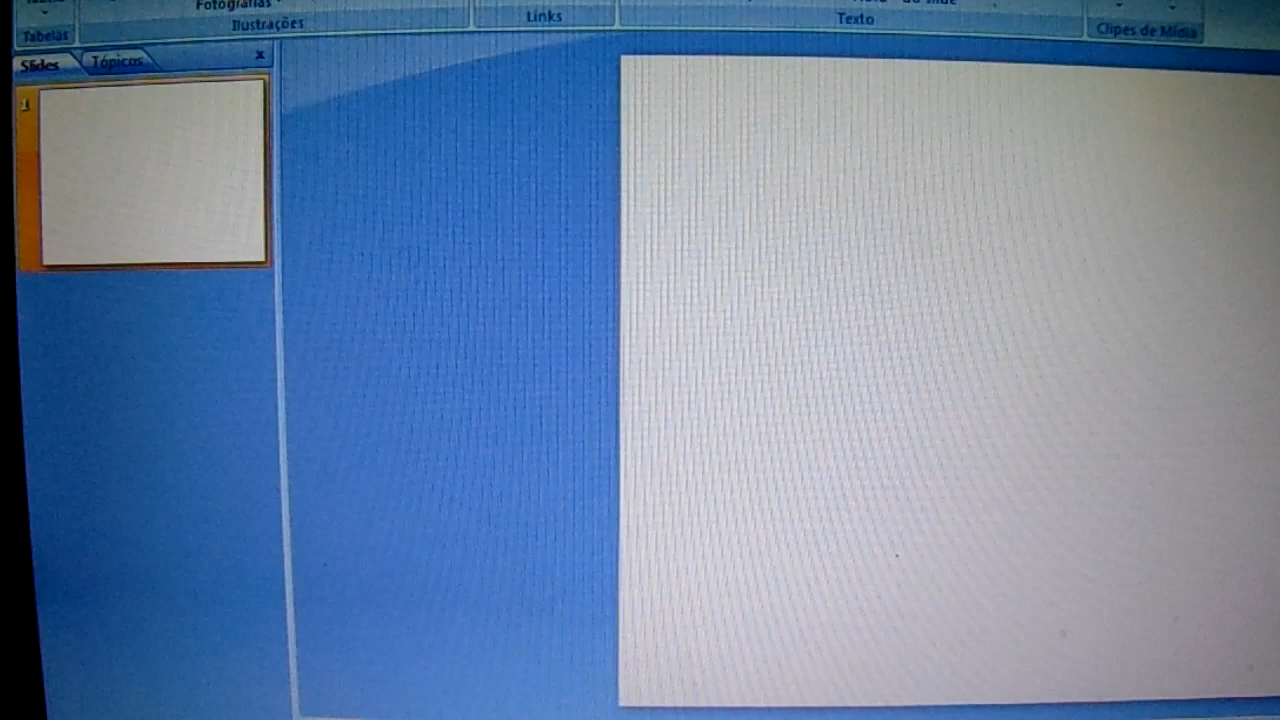 Fotografias
Tabelas
Ilustrações
Links
Texto
Clipes de Mídia
Slides
Tópicos
x
1